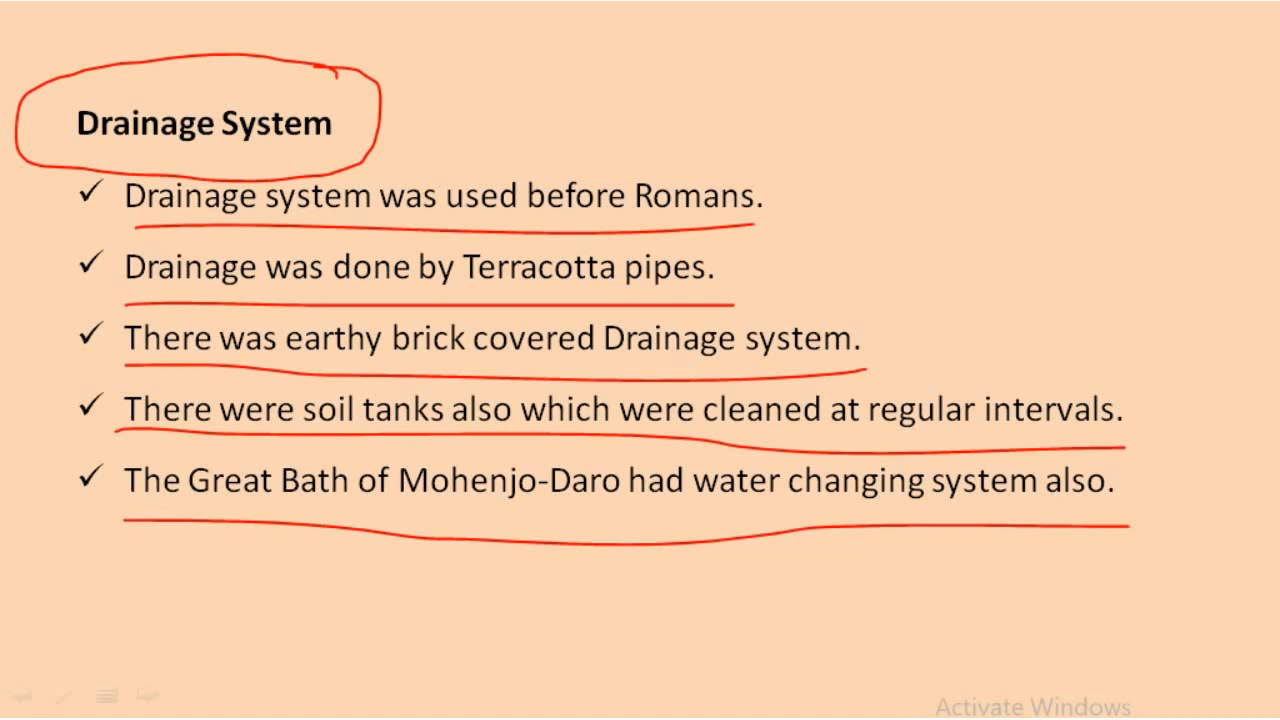 Drainage System
✓ Drainage system was used before Romans.
✓ Drainage was done by Terracotta pipes.
✓ There was earthy brick covered Drainage system.
✓ There were soil tanks also which were cleaned at regular intervals.
✓ The Great Bath of Mohenjo-Daro had water changing system also.
Activate Windows